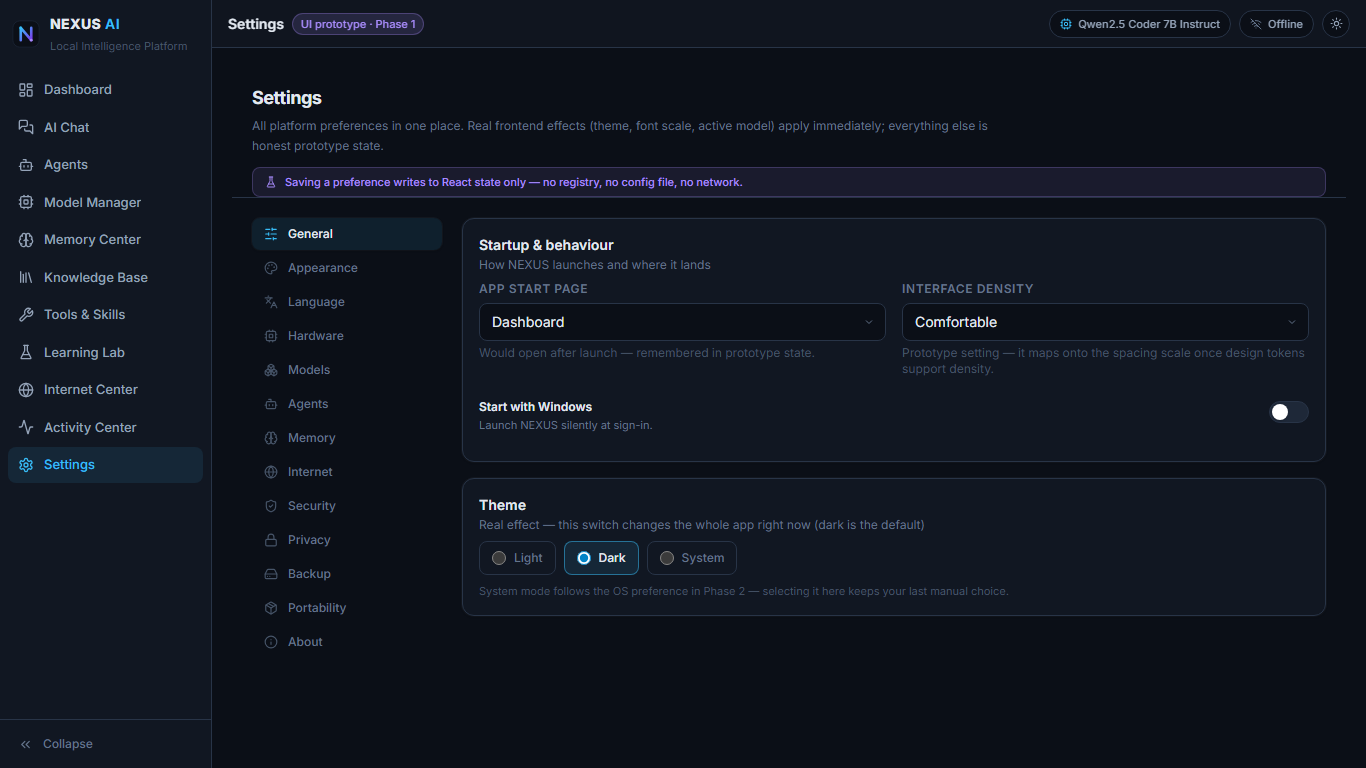 NEXUS AI
Local Intelligence Platform
Dashboard
AI Chat
Agents
Model Manager
Memory Center
Knowledge Base
Tools & Skills
Learning Lab
Internet Center
Activity Center
Settings
Collapse
Settings
UI prototype · Phase 1
Qwen2.5 Coder 7B Instruct
Offline
Settings
All platform preferences in one place. Real frontend effects (theme, font scale, active model) apply immediately; everything else is
honest prototype state.
Saving a preference writes to React state only — no registry, no config file, no network.
General
Appearance
Language
Hardware
Models
Agents
Memory
Internet
Security
Privacy
Backup
Portability
About
Startup & behaviour
How NEXUS launches and where it lands
APP START PAGE
Dashboard
Would open after launch — remembered in prototype state.
INTERFACE DENSITY
Comfortable
Prototype setting — it maps onto the spacing scale once design tokens
support density.
Start with Windows
Launch NEXUS silently at sign-in.
Theme
Real effect — this switch changes the whole app right now (dark is the default)
Light
Dark
System
System mode follows the OS preference in Phase 2 — selecting it here keeps your last manual choice.